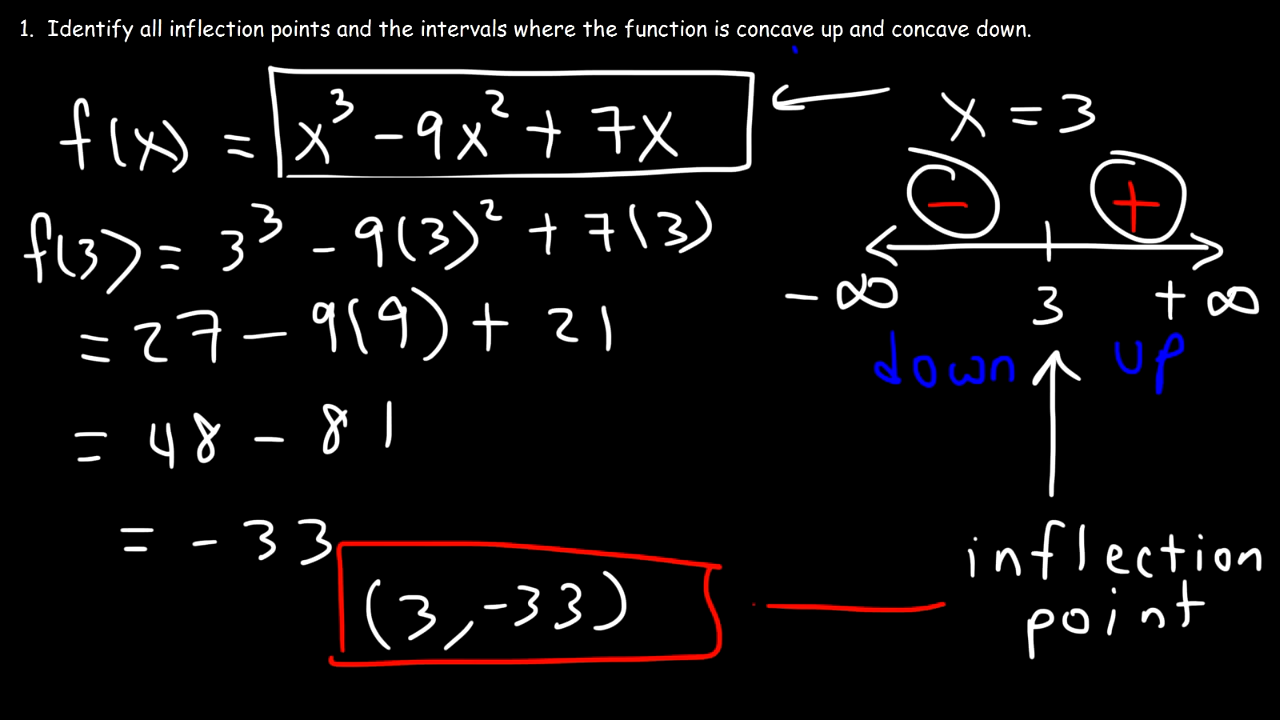 1. Identify all inflection points and the intervals where the function is concave up and concave down.
f(x) = x³ - 9x² + 7x
f(3) = 3³ - 9(3)² + 7(3)
= 27 - 9(9) + 21
= 48 - 81
= -33
(3, -33)
x = 3
- +
-∞ 3 +∞
down up
inflection
point